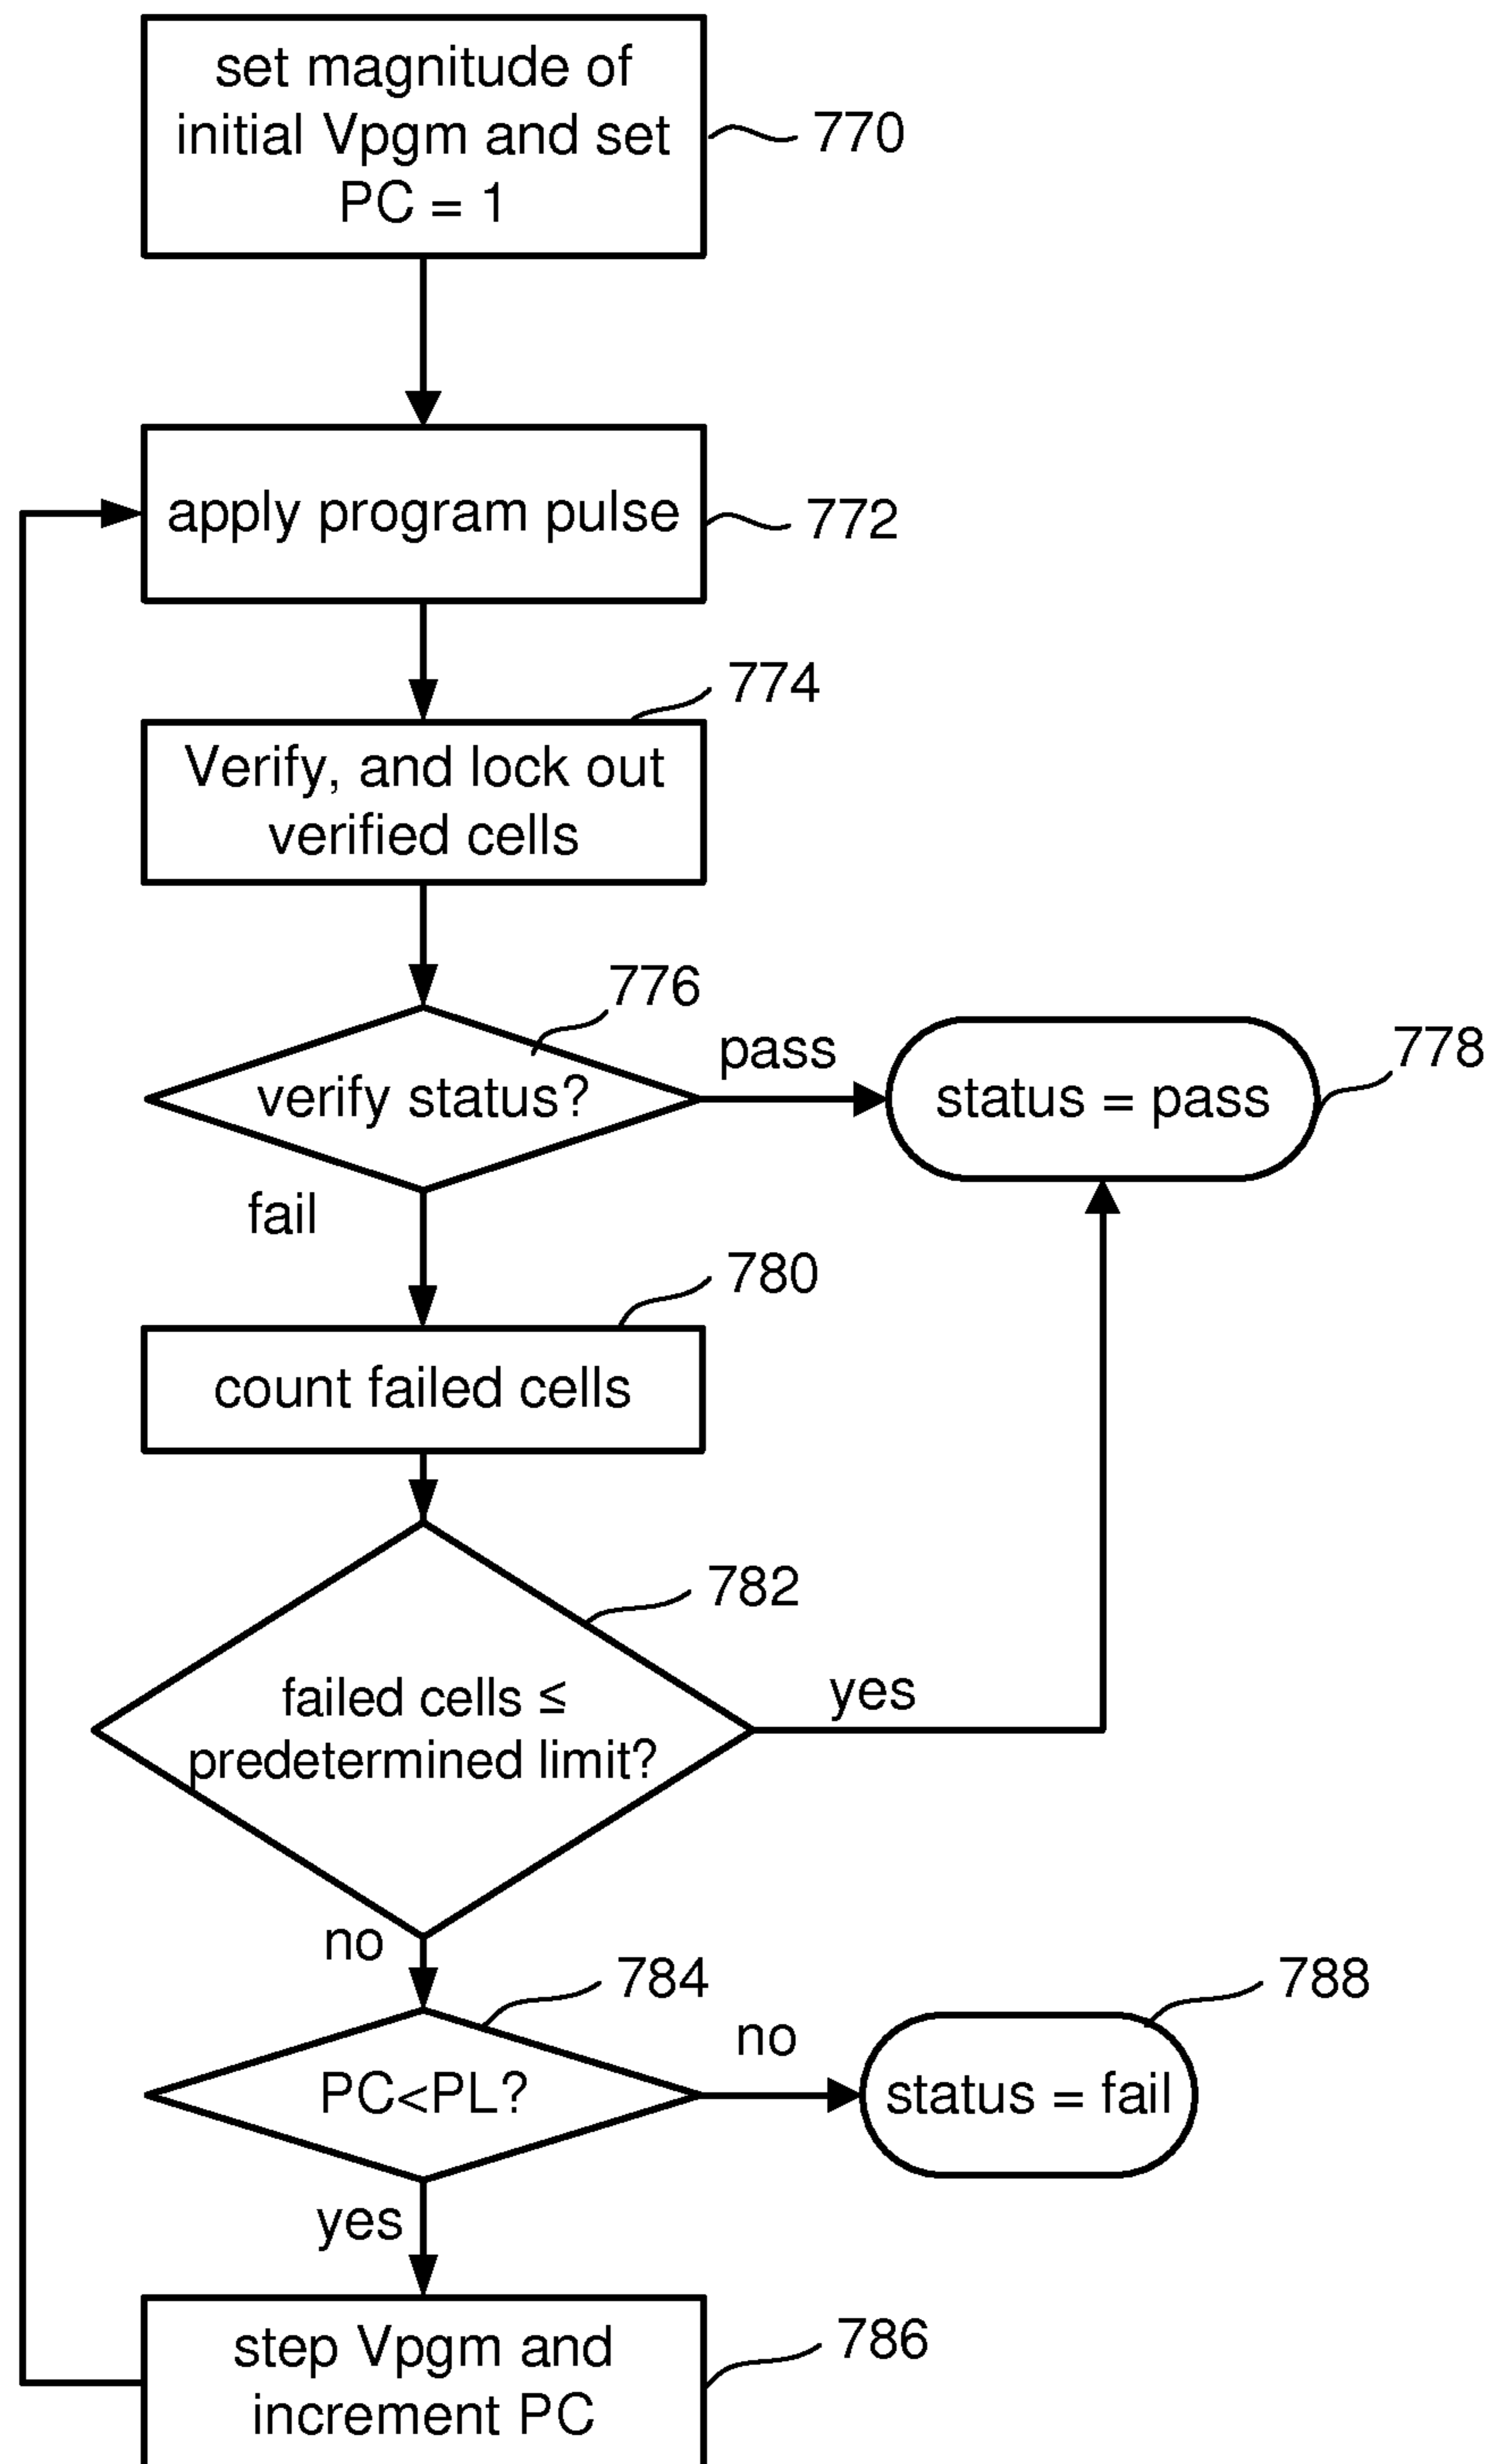 set magnitude of
initial Vpgm and set
PC = 1
770
apply program pulse
772
774
Verify, and lock out
verified cells
776
verify status?
pass
status = pass
778
fail
780
count failed cells
782
failed cells ≤
predetermined limit?
yes
no
784
PC<PL?
no
788
status = fail
yes
step Vpgm and
increment PC
786